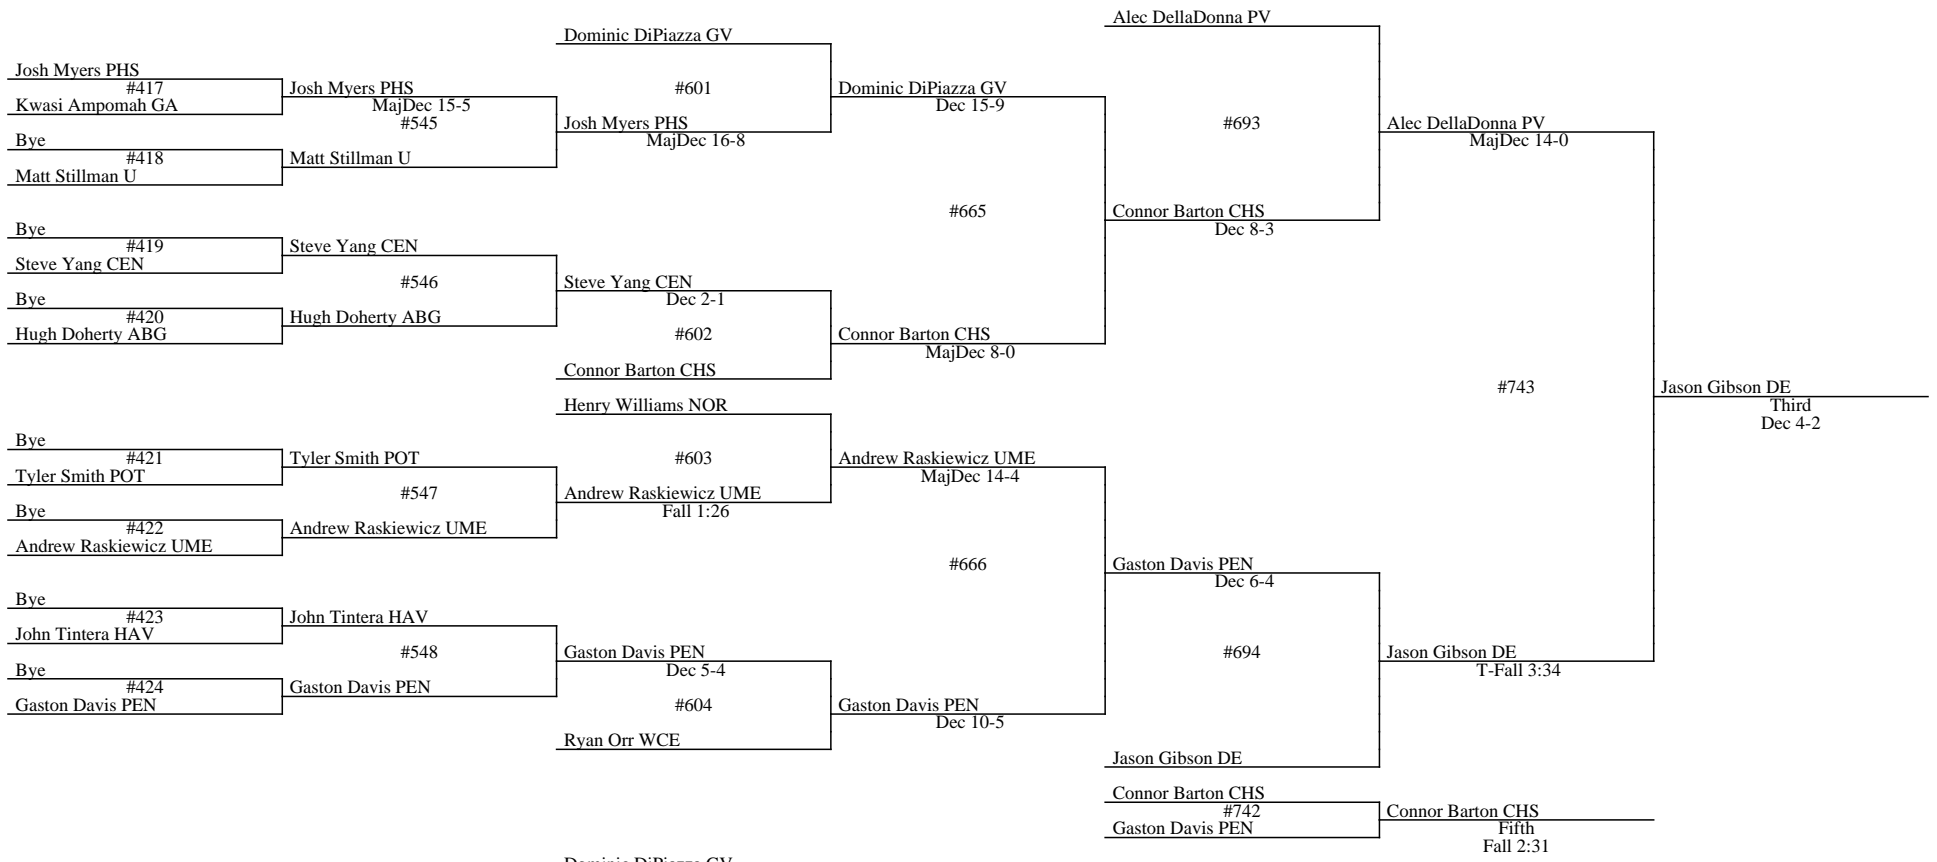 Alec DellaDonna PV
Dominic DiPiazza GV
Josh Myers PHS
#417
Kwasi Ampomah GA
Josh Myers PHS
MajDec 15-5
#601
Dominic DiPiazza GV
Dec 15-9
#545
Josh Myers PHS
MajDec 16-8
#693
Alec DellaDonna PV
MajDec 14-0
Bye
#418
Matt Stillman U
Matt Stillman U
#665
Connor Barton CHS
Dec 8-3
Bye
#419
Steve Yang CEN
Steve Yang CEN
#546
Steve Yang CEN
Dec 2-1
Bye
#420
Hugh Doherty ABG
Hugh Doherty ABG
#602
Connor Barton CHS
MajDec 8-0
Connor Barton CHS
#743
Jason Gibson DE
Third
Dec 4-2
Henry Williams NOR
Bye
#421
Tyler Smith POT
Tyler Smith POT
#603
Andrew Raskiewicz UME
MajDec 14-4
#547
Andrew Raskiewicz UME
Fall 1:26
Bye
#422
Andrew Raskiewicz UME
Andrew Raskiewicz UME
#666
Gaston Davis PEN
Dec 6-4
Bye
#423
John Tintera HAV
John Tintera HAV
#548
Gaston Davis PEN
Dec 5-4
#694
Jason Gibson DE
T-Fall 3:34
Bye
#424
Gaston Davis PEN
Gaston Davis PEN
#604
Gaston Davis PEN
Dec 10-5
Ryan Orr WCE
Jason Gibson DE
Connor Barton CHS
#742
Gaston Davis PEN
Connor Barton CHS
Fifth
Fall 2:31
Dominic DiPiazza GV